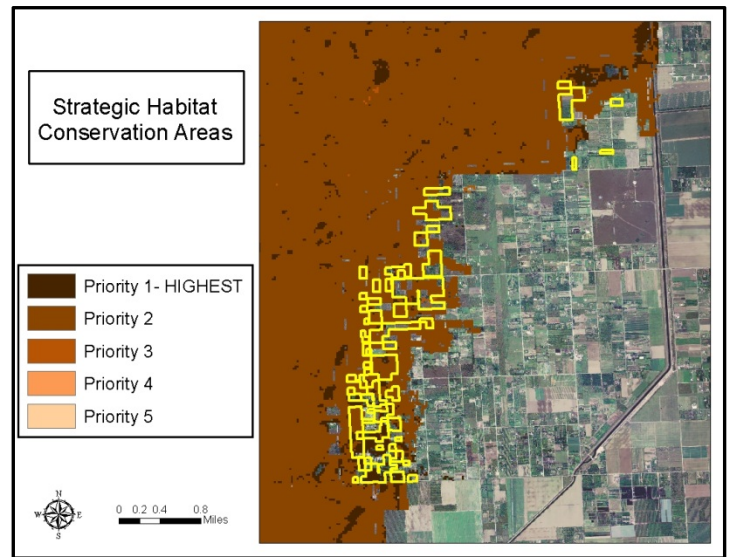 Strategic Habitat
Conservation Areas
Priority 1- HIGHEST
Priority 2
Priority 3
Priority 4
Priority 5
N
W E
S
0 0.2 0.4 0.8
Miles